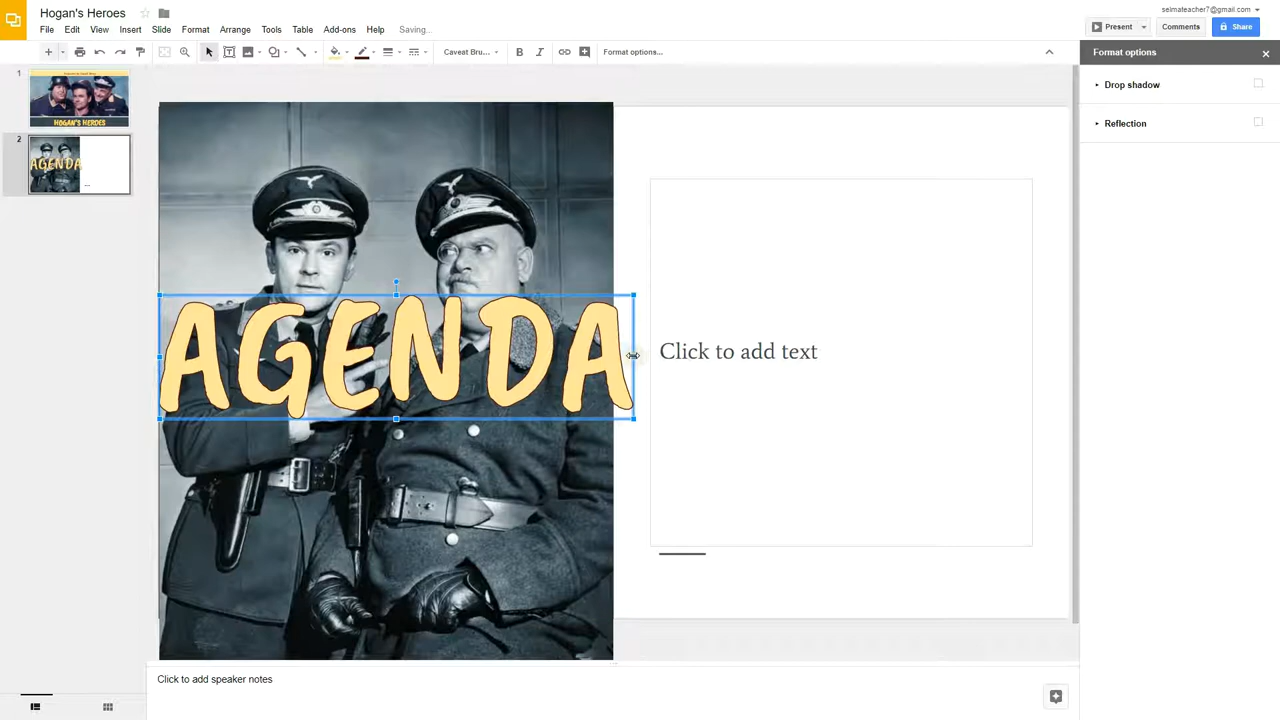 Hogan's Heroes
selmateacher7@gmail.com
File Edit View Insert Slide Format Arrange Tools Table Add-ons Help Saving...
Present Comments Share
Caveat Bru... B I Format options...
Format options
Drop shadow
Reflection
1
HOGAN'S HEROES
2
AGENDA
AGENDA
Click to add text
Click to add speaker notes